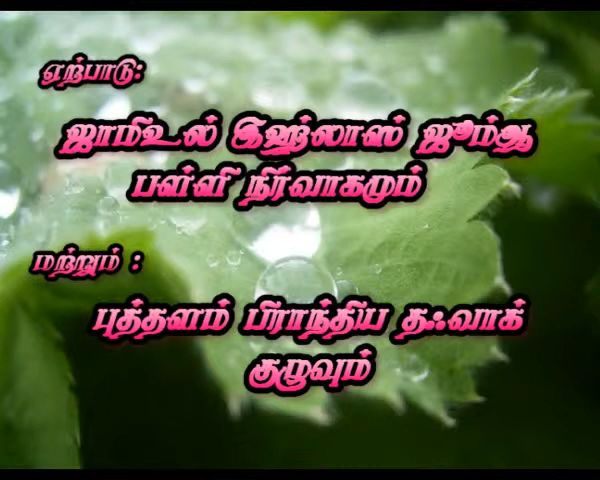 ஏற்பாடு:
ஜாமிஉல் இஹ்லாஸ் ஜும்ஆ
பள்ளி நிர்வாகமும்
மற்றும் :
புத்தளம் பிராந்திய தஃவாக்
குழுவும்